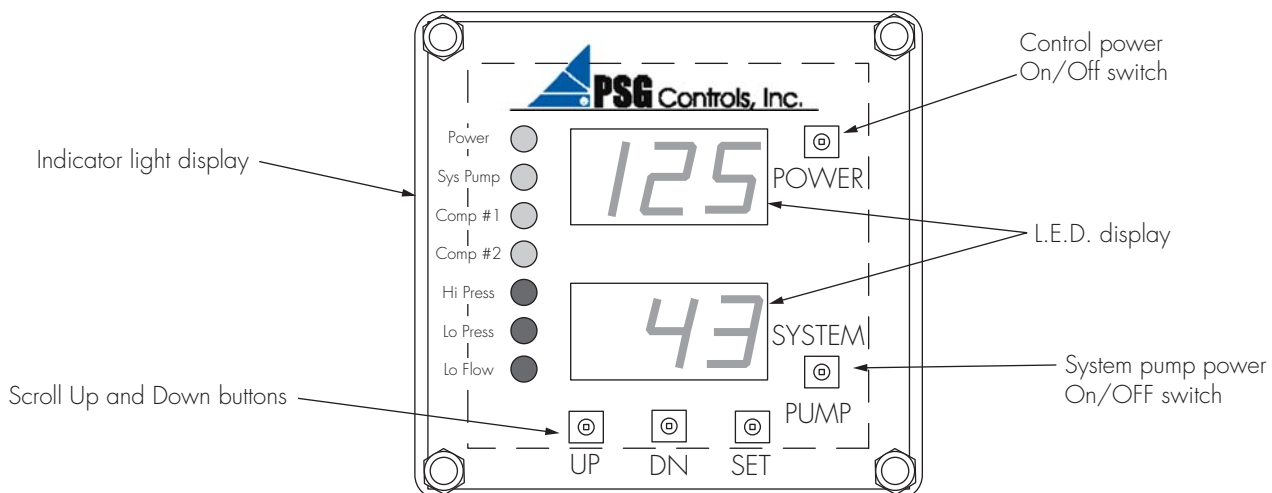 PSG Controls, Inc.
Control power
On/Off switch
Indicator light display
Power
Sys Pump
Comp #1
Comp #2
Hi Press
Lo Press
Lo Flow
125
POWER
L.E.D. display
43
SYSTEM
PUMP
System pump power
On/OFF switch
Scroll Up and Down buttons
UP
DN
SET